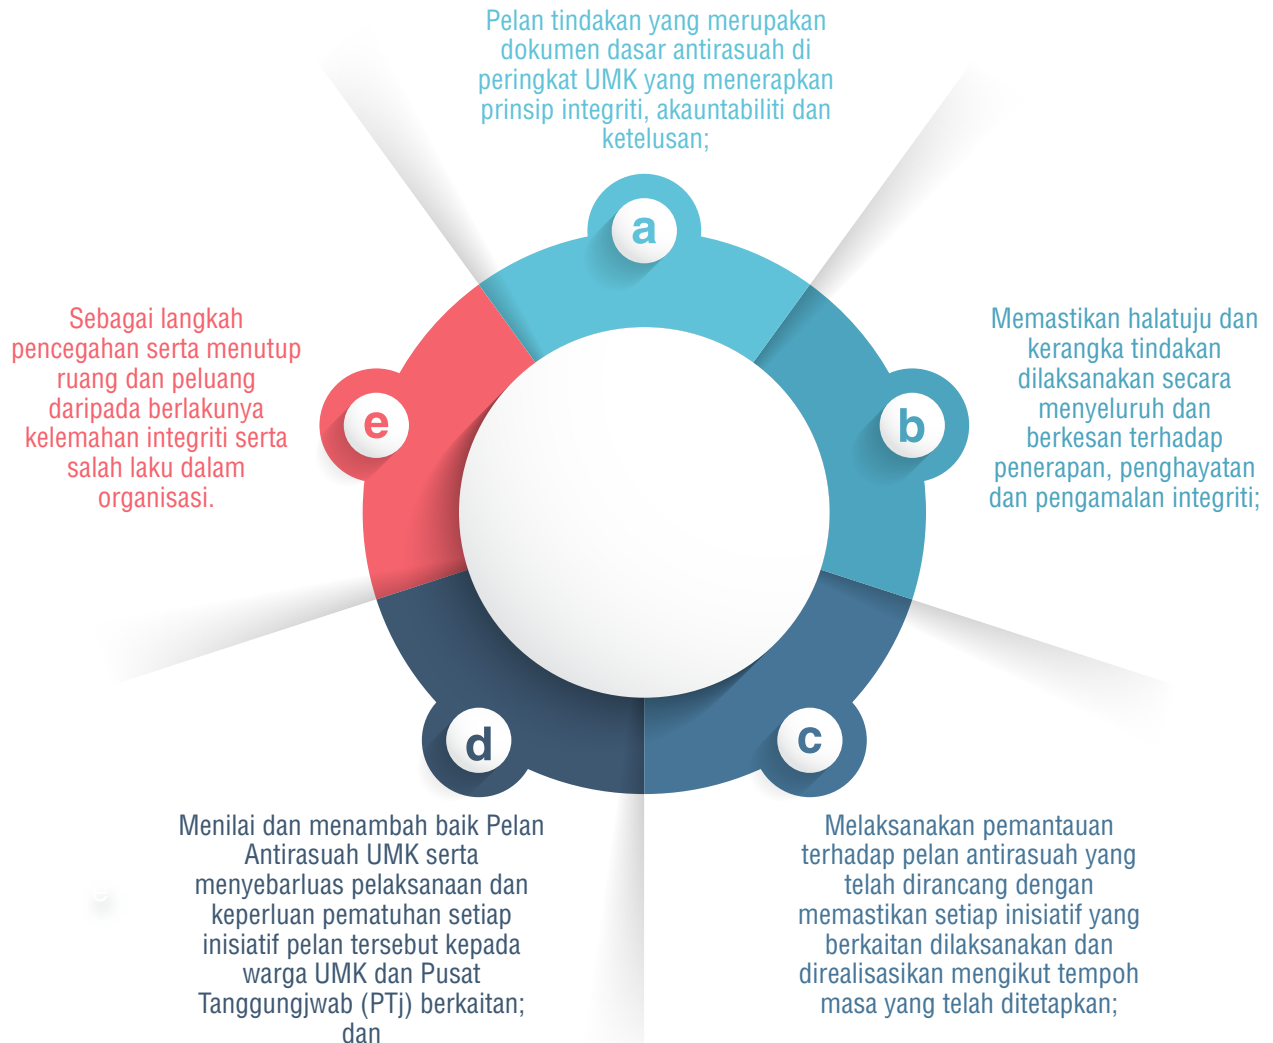 Pelan tindakan yang merupakan
dokumen dasar antirasuah di
peringkat UMK yang menerapkan
prinsip integriti, akauntabiliti dan
ketelusan;
a
Memastikan halatuju dan
kerangka tindakan
dilaksanakan secara
menyeluruh dan
berkesan terhadap
penerapan, penghayatan
dan pengamalan integriti;
b
Melaksanakan pemantauan
terhadap pelan antirasuah yang
telah dirancang dengan
memastikan setiap inisiatif yang
berkaitan dilaksanakan dan
direalisasikan mengikut tempoh
masa yang telah ditetapkan;
c
Menilai dan menambah baik Pelan
Antirasuah UMK serta
menyebarluas pelaksanaan dan
keperluan pematuhan setiap
inisiatif pelan tersebut kepada
warga UMK dan Pusat
Tanggungjwab (PTj) berkaitan;
dan
d
Sebagai langkah
pencegahan serta menutup
ruang dan peluang
daripada berlakunya
kelemahan integriti serta
salah laku dalam
organisasi.
e
e